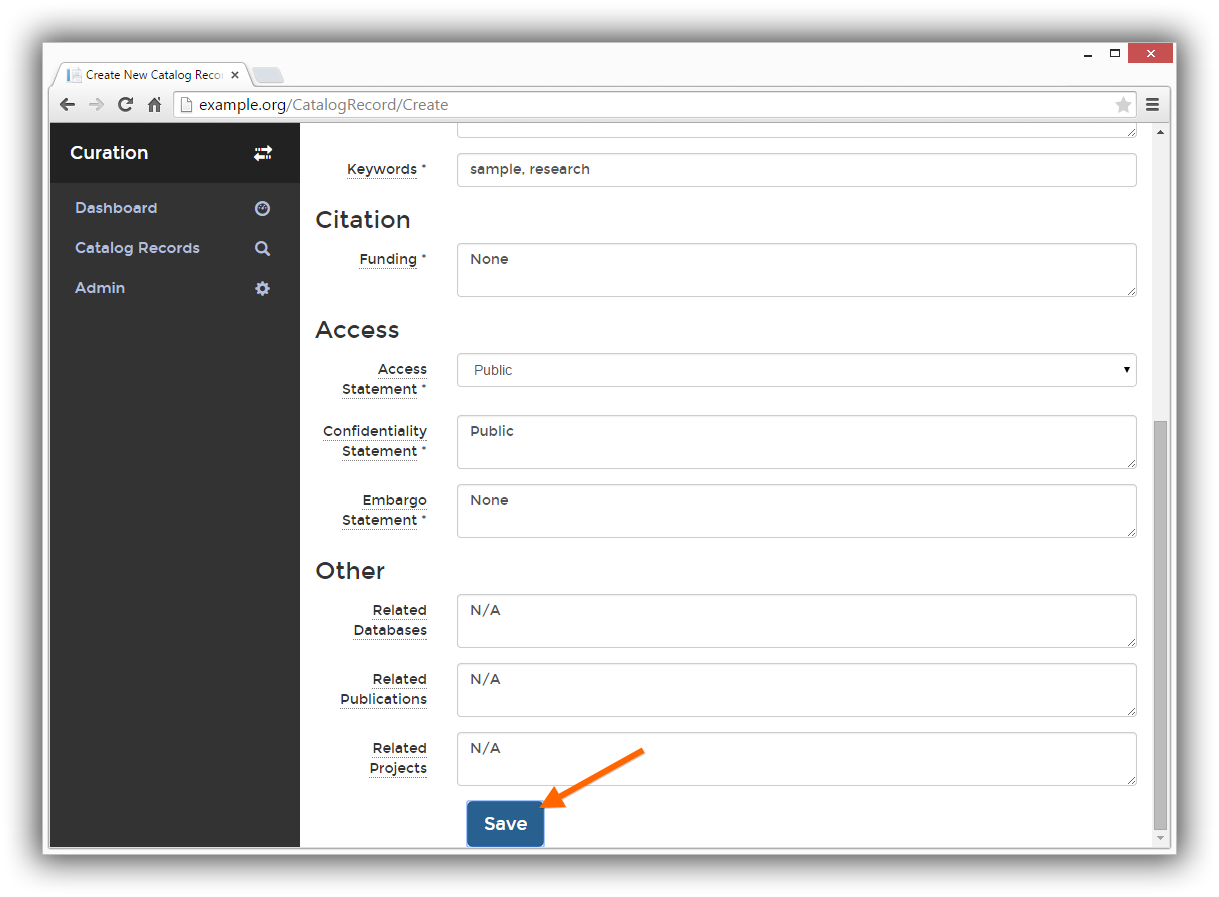 Create New Catalog Reco
example.org/CatalogRecord/Create
Curation
Dashboard
Catalog Records
Admin
Keywords *
sample, research
Citation
Funding *
None
Access
Access
Statement *
Public
Confidentiality
Statement *
Public
Embargo
Statement *
None
Other
Related
Databases
N/A
Related
Publications
N/A
Related
Projects
N/A
Save